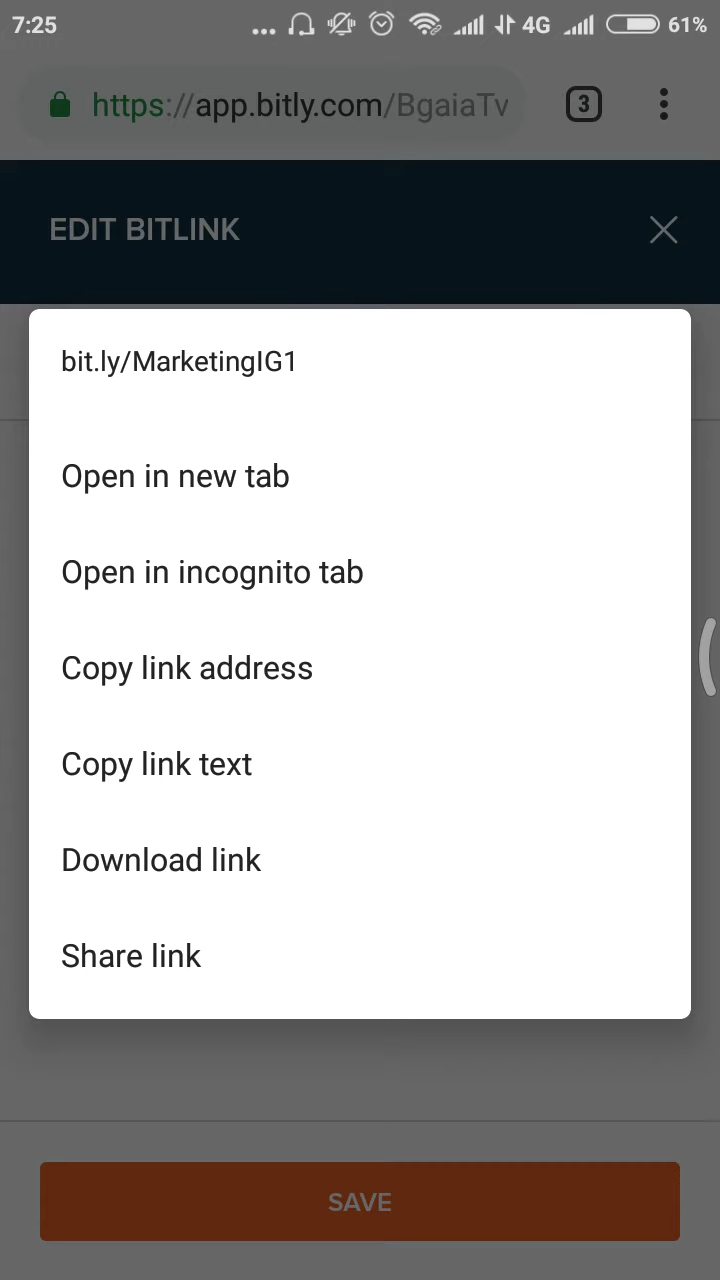 7:25 ... 4G 61%
https://app.bitly.com/BgaiaTv 3
EDIT BITLINK
bit.ly/MarketingIG1
Open in new tab
Open in incognito tab
Copy link address
Copy link text
Download link
Share link
SAVE